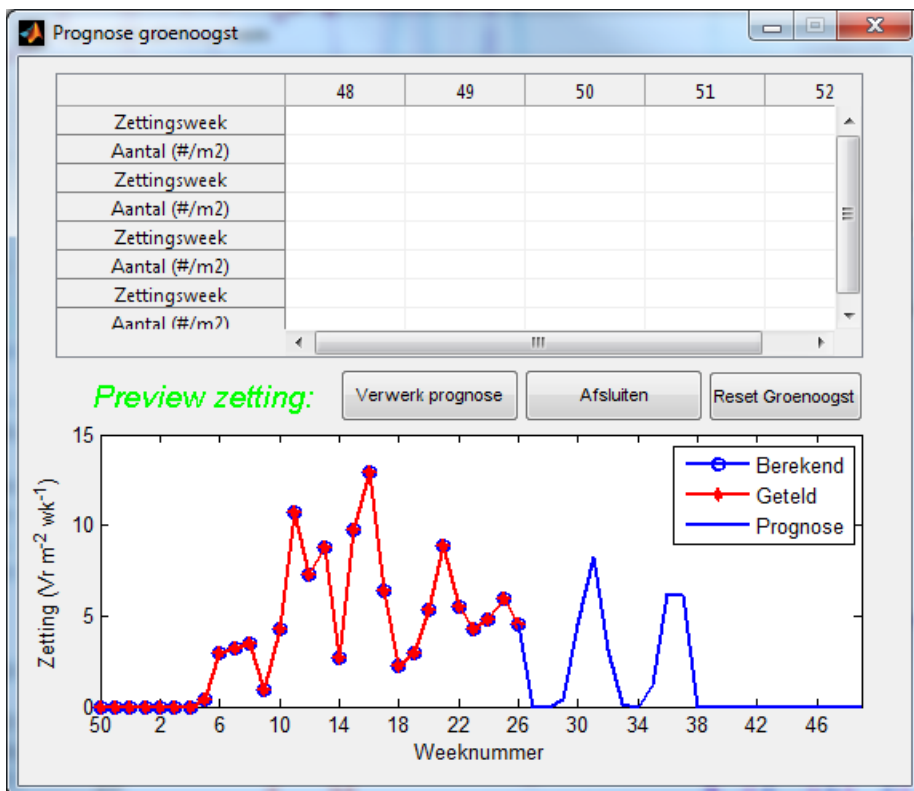 Prognose groenoogst
48 49 50 51 52
Zettingsweek
Aantal (#/m2)
Zettingsweek
Aantal (#/m2)
Zettingsweek
Aantal (#/m2)
Zettingsweek
Aantal (#/m2)
Preview zetting: Verwerk prognose Afsluiten Reset Groenoogst
15
10
5
0
Zetting (Vr m-2 wk-1)
Berekend
Geteld
Prognose
50 2 6 10 14 18 22 26 30 34 38 42 46
Weeknummer